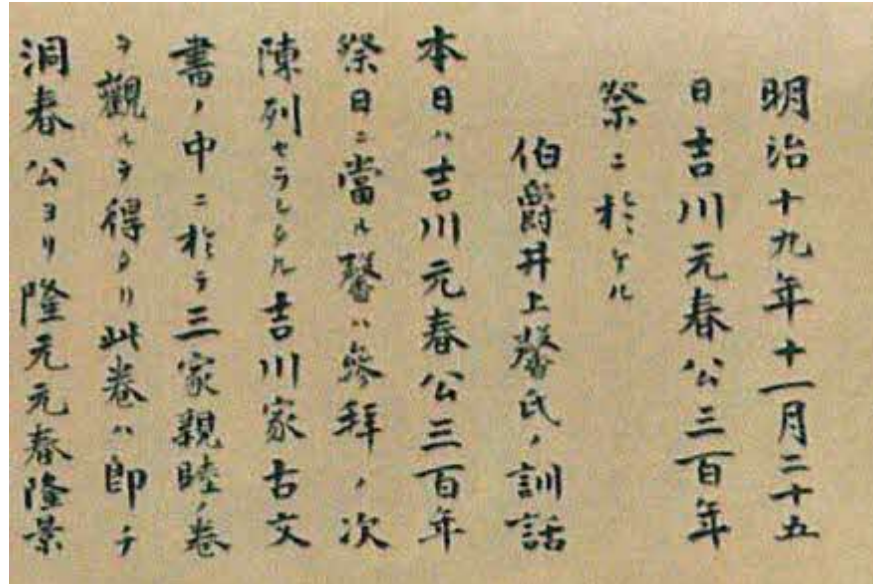 明治十九年十一月二十五
日吉川元春公三百年
祭ニ於ケル
伯爵井上馨氏ノ訓話
本日ハ吉川元春公三百年
祭日ニ當ル馨ハ參拜ノ次
陳列セラレタル吉川家古文
書ノ中ニ於テ三家親睦ノ卷
ヲ觀ルヲ得タリ此卷ハ即チ
洞春公ヨリ隆元元春隆景